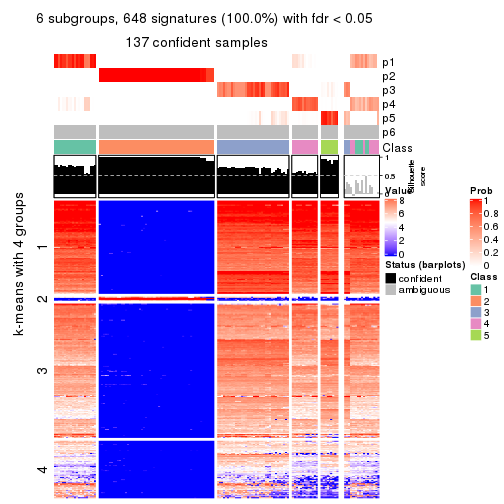 6 subgroups, 648 signatures (100.0%) with fdr < 0.05
137 confident samples
p1
p2
p3
p4
p5
p6
Class
1
0.5
0
Silhouette
score
k-means with 4 groups
1
2
3
4
Value
8
6
4
2
0
Status (barplots)
confident
ambiguous
Prob
1
0.8
0.6
0.4
0.2
0
Class
1
2
3
4
5